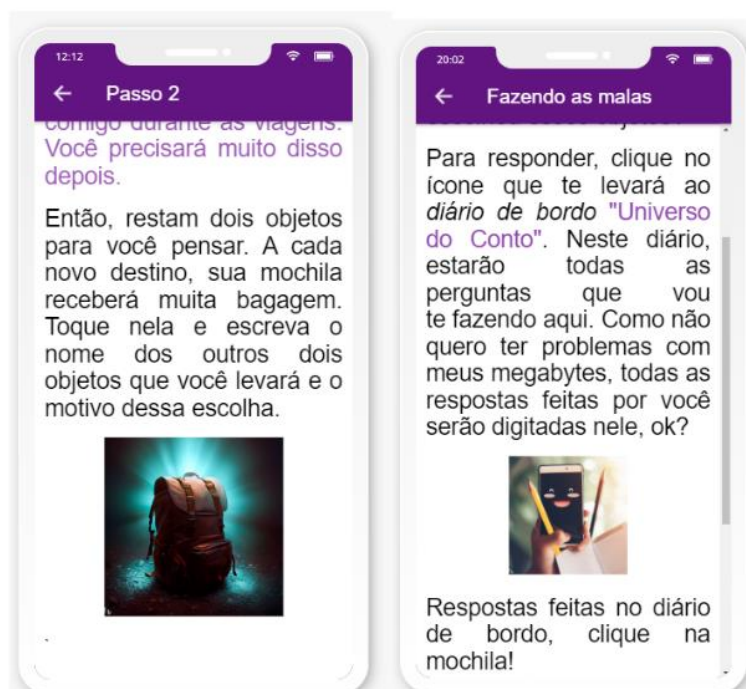 12:12
Passo 2
comigo durante as viagens.
Você precisará muito disso
depois.
Então, restam dois objetos
para você pensar. A cada
novo destino, sua mochila
receberá muita bagagem.
Toque nela e escreva o
nome dos outros dois
objetos que você levará e o
motivo dessa escolha.
20:02
Fazendo as malas
Para responder, clique no
ícone que te levará ao
diário de bordo "Universo
do Conto". Neste diário,
estarão todas as
perguntas que vou
te fazendo aqui. Como não
quero ter problemas com
meus megabytes, todas as
respostas feitas por você
serão digitadas nele, ok?
Respostas feitas no diário
de bordo, clique na
mochila!